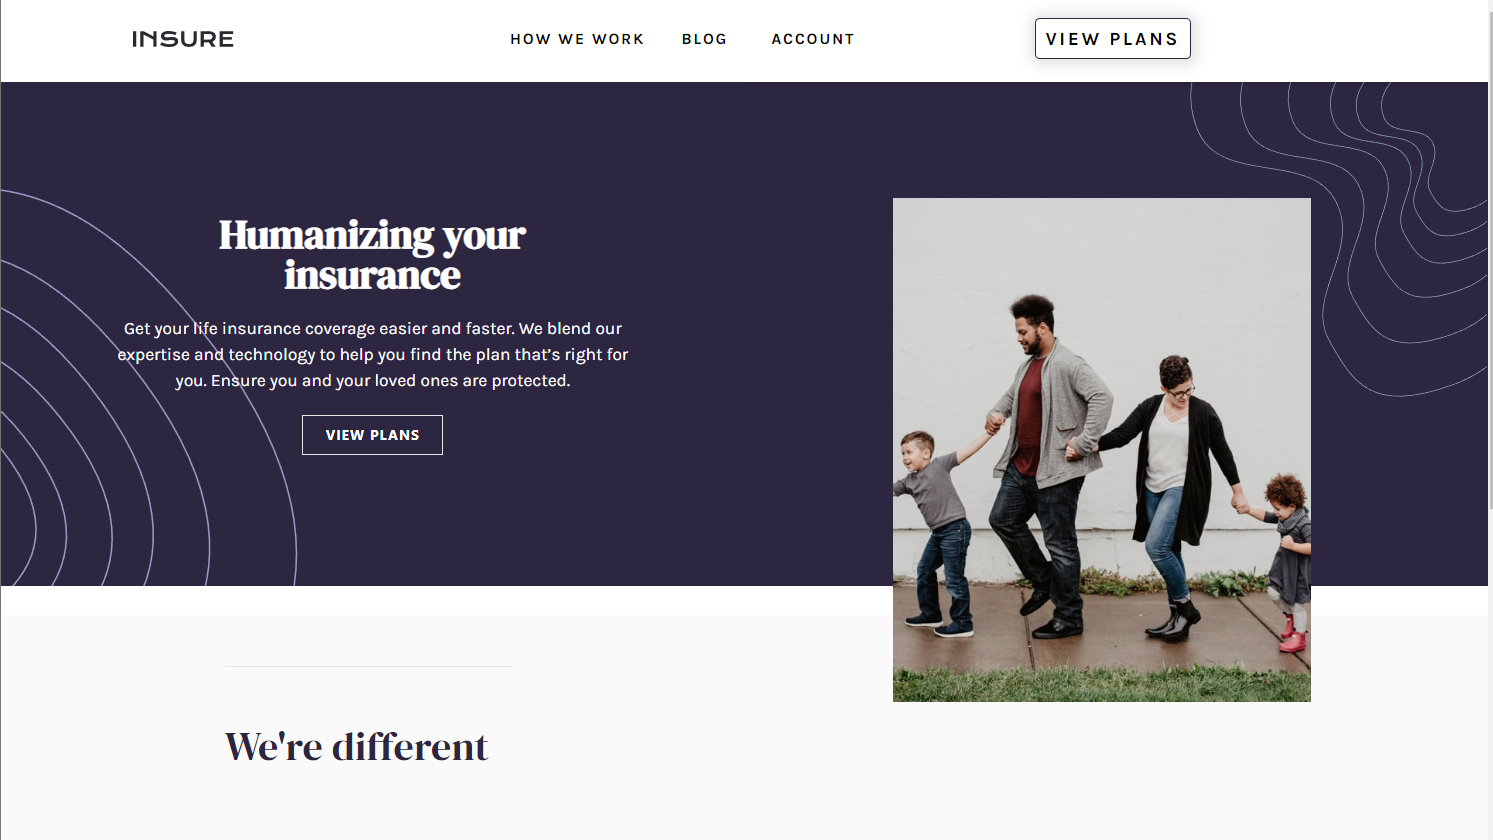 INSURE
HOW WE WORK
BLOG
ACCOUNT
VIEW PLANS
Humanizing your
insurance
Get your life insurance coverage easier and faster. We blend our
expertise and technology to help you find the plan that’s right for
you. Ensure you and your loved ones are protected.
VIEW PLANS
We're different